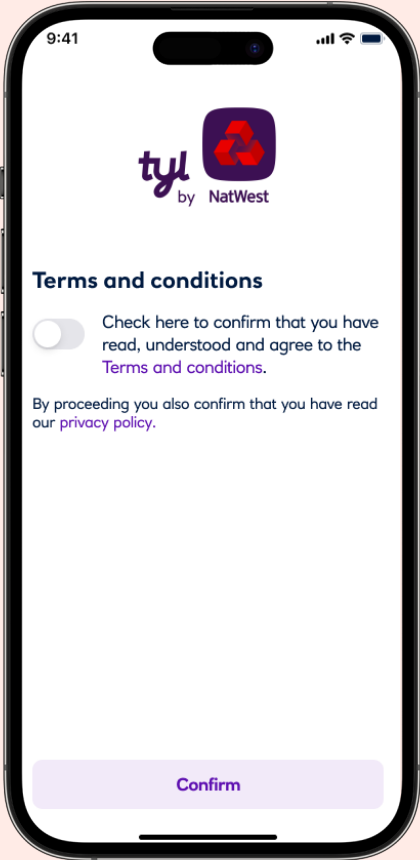 9:41
tyl
by NatWest
Terms and conditions
Check here to confirm that you have
read, understood and agree to the
Terms and conditions.
By proceeding you also confirm that you have read
our privacy policy.
Confirm